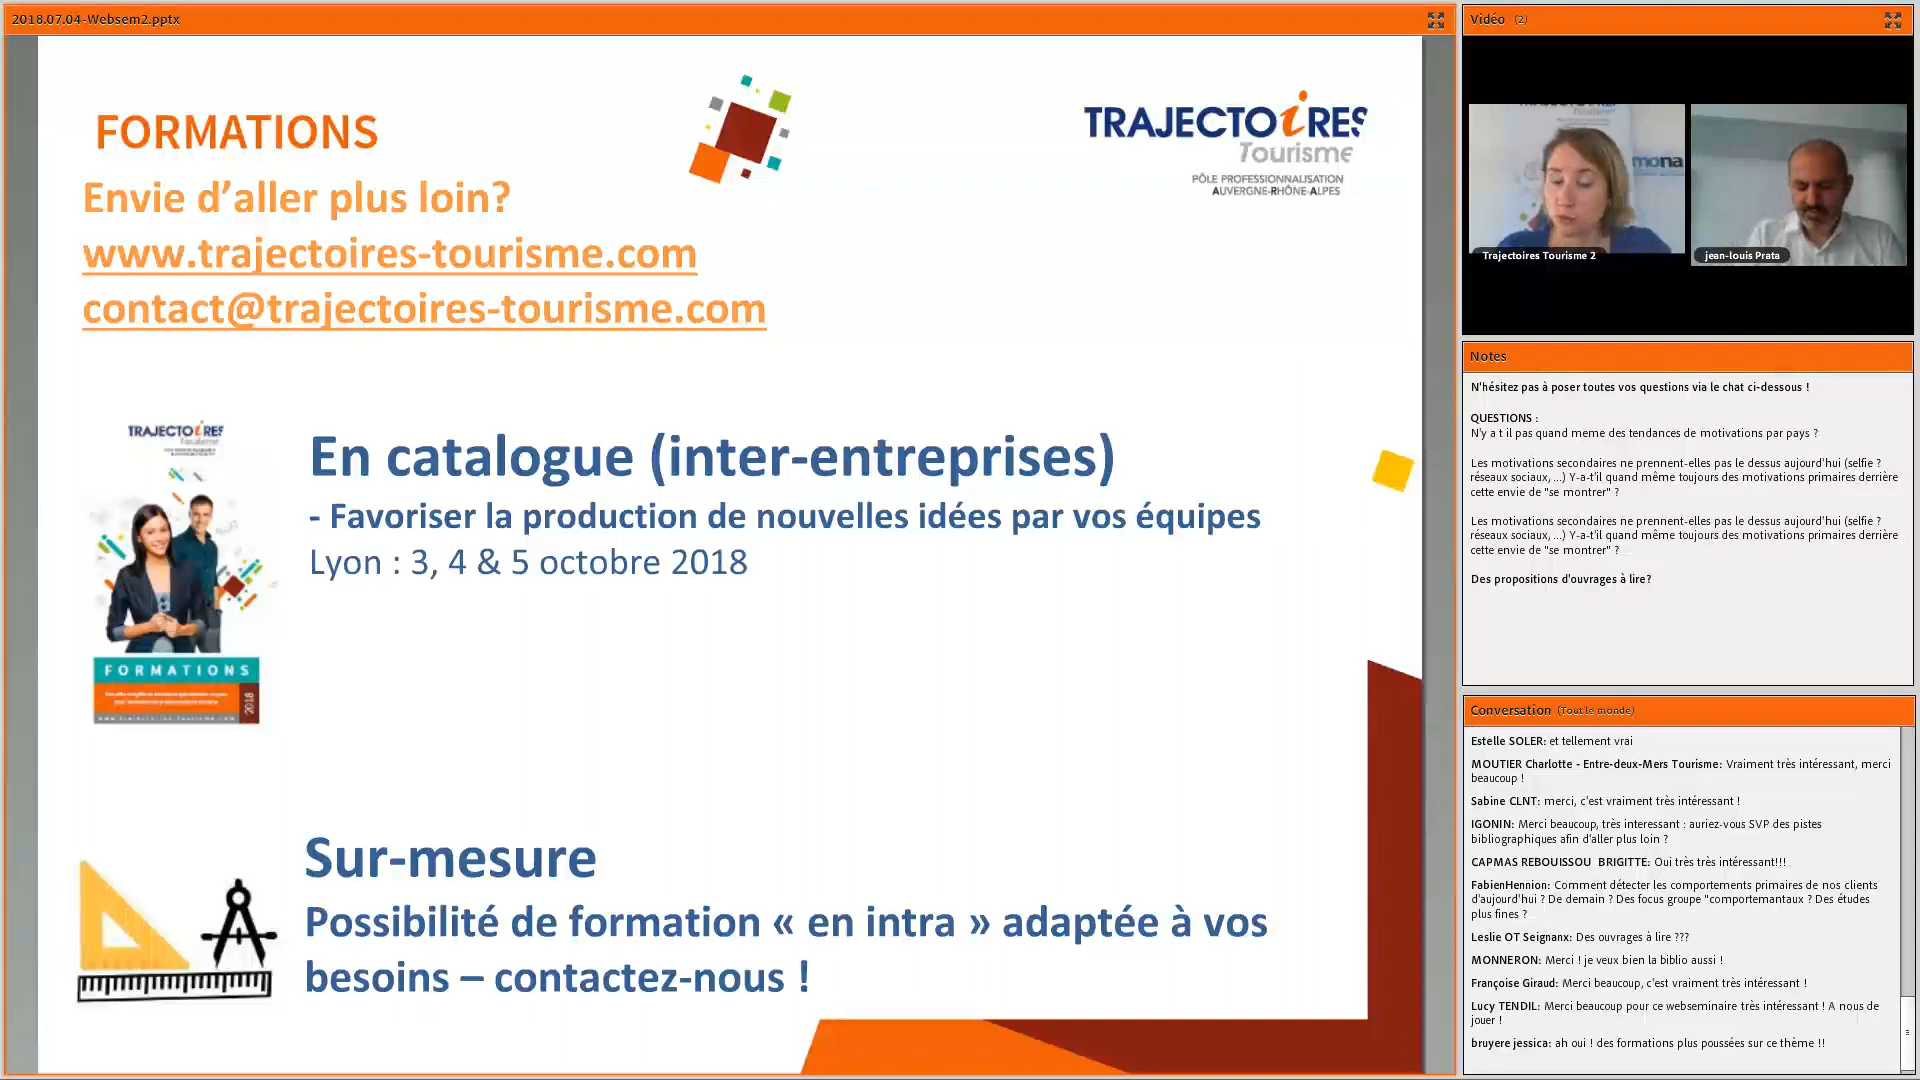 2018.07.04-Websem2.pptx
FORMATIONS
TRAJECTOiRES
Tourisme
PÔLE PROFESSIONNALISATION
AUVERGNE-RHÔNE-ALPES
Envie d’aller plus loin?
www.trajectoires-tourisme.com
contact@trajectoires-tourisme.com
TRAJECTOiRES
Tourisme
FORMATIONS
2018
www.trajectoires-tourisme.com
En catalogue (inter-entreprises)
- Favoriser la production de nouvelles idées par vos équipes
Lyon : 3, 4 & 5 octobre 2018
Sur-mesure
Possibilité de formation « en intra » adaptée à vos
besoins – contactez-nous !
Vidéo (2)
mona
Trajectoires Tourisme 2
jean-louis Prata
Notes
N'hésitez pas à poser toutes vos questions via le chat ci-dessous !
QUESTIONS :
N'y a t il pas quand meme des tendances de motivations par pays ?
Les motivations secondaires ne prennent-elles pas le dessus aujourd'hui (selfie ?
réseaux sociaux, ...) Y-a-t'il quand même toujours des motivations primaires derrière
cette envie de "se montrer" ?
Les motivations secondaires ne prennent-elles pas le dessus aujourd'hui (selfie ?
réseaux sociaux, ...) Y-a-t'il quand même toujours des motivations primaires derrière
cette envie de "se montrer" ?
Des propositions d'ouvrages à lire?
Conversation (Tout le monde)
Estelle SOLER: et tellement vrai
MOUTIER Charlotte - Entre-deux-Mers Tourisme: Vraiment très intéressant, merci
beaucoup !
Sabine CLNT: merci, c'est vraiment très intéressant !
IGONIN: Merci beaucoup, très interessant : auriez-vous SVP des pistes
bibliographiques afin d'aller plus loin ?
CAPMAS REBOUISSOU BRIGITTE: Oui très très intéressant!!!
FabienHennion: Comment détecter les comportements primaires de nos clients
d'aujourd'hui ? De demain ? Des focus groupe "comportemantaux ? Des études
plus fines ?
Leslie OT Seignanx: Des ouvrages à lire ???
MONNERON: Merci ! je veux bien la biblio aussi !
Françoise Giraud: Merci beaucoup, c'est vraiment très intéressant !
Lucy TENDIL: Merci beaucoup pour ce webseminaire très intéressant ! A nous de
jouer !
bruyere jessica: ah oui ! des formations plus poussées sur ce thème !!